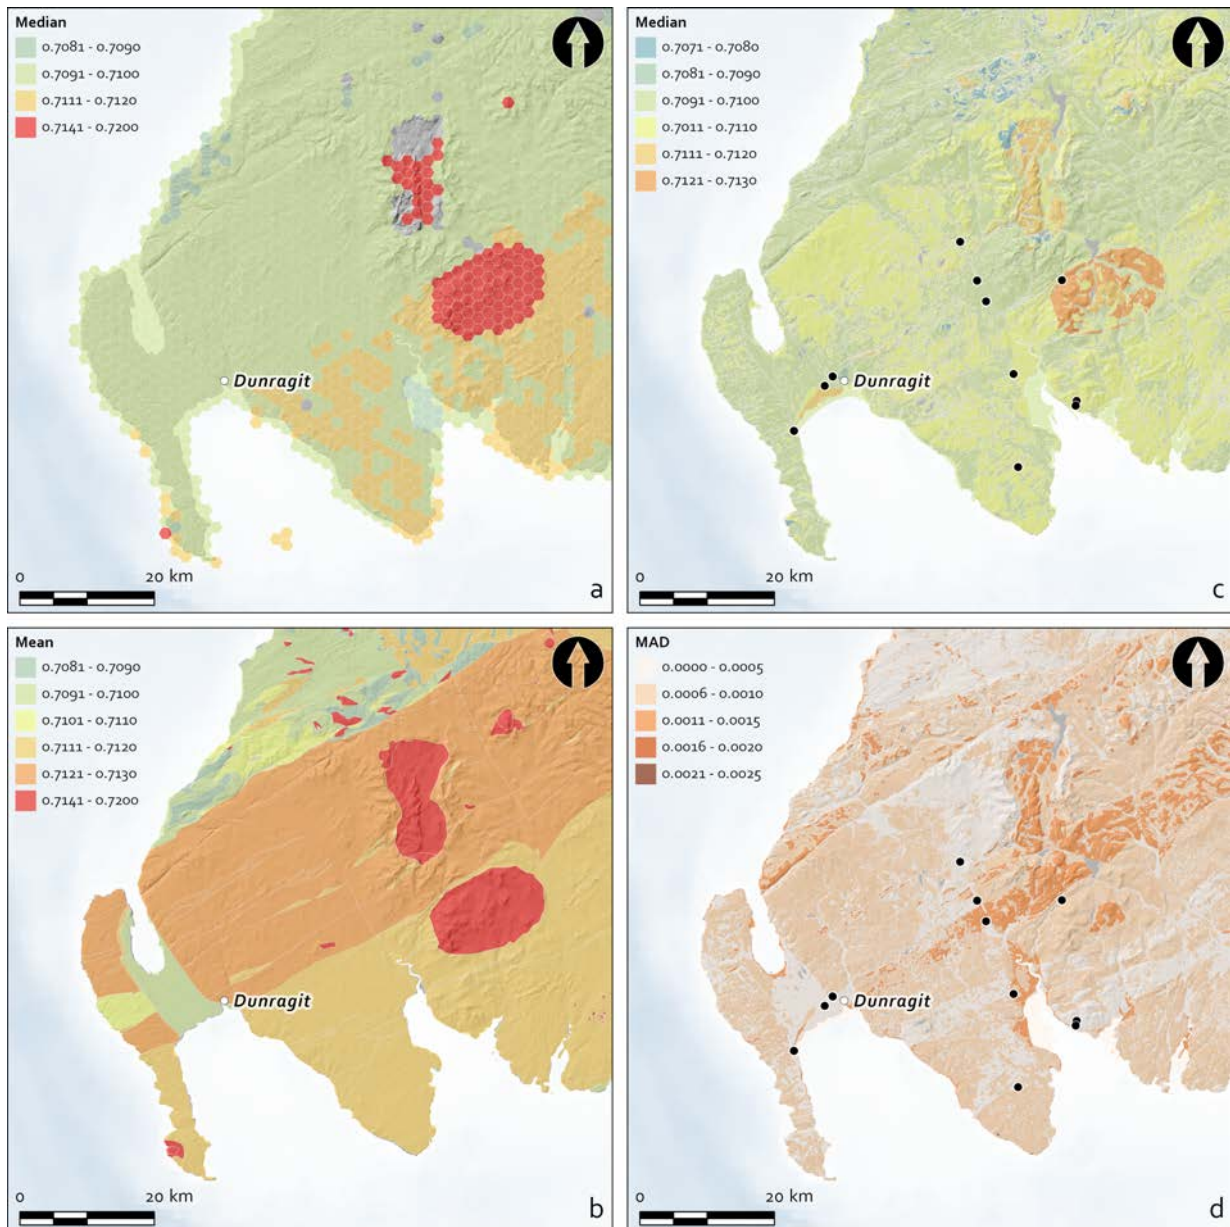 Median
0.7081 - 0.7090
0.7091 - 0.7100
0.7111 - 0.7120
0.7141 - 0.7200
Dunragit
0 20 km
a
Median
0.7071 - 0.7080
0.7081 - 0.7090
0.7091 - 0.7100
0.7011 - 0.7110
0.7111 - 0.7120
0.7121 - 0.7130
Dunragit
0 20 km
c
Mean
0.7081 - 0.7090
0.7091 - 0.7100
0.7101 - 0.7110
0.7111 - 0.7120
0.7121 - 0.7130
0.7141 - 0.7200
Dunragit
0 20 km
b
MAD
0.0000 - 0.0005
0.0006 - 0.0010
0.0011 - 0.0015
0.0016 - 0.0020
0.0021 - 0.0025
Dunragit
0 20 km
d